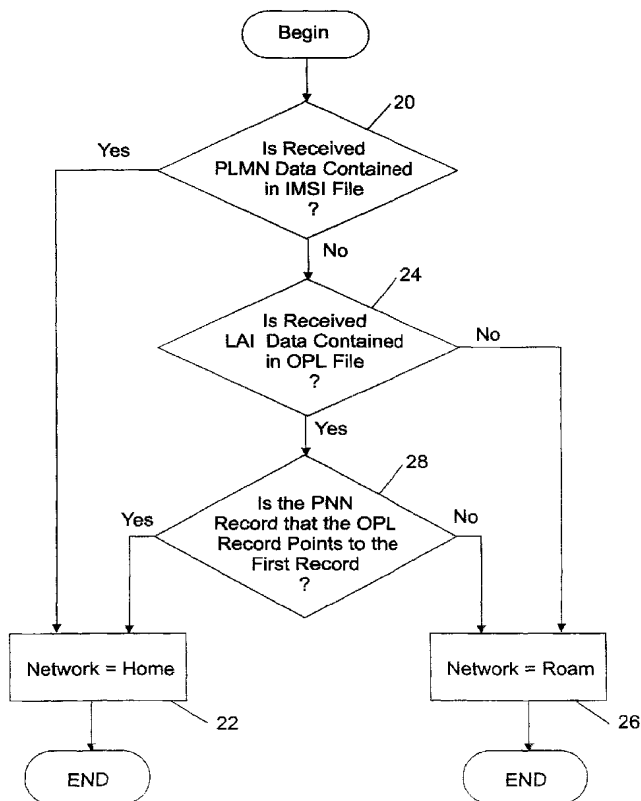 Begin
20
Is Received
PLMN Data Contained
in IMSI File
?
Yes
No
24
Is Received
LAI Data Contained
in OPL File
?
No
Yes
28
Is the PNN
Record that the OPL
Record Points to the
First Record
?
Yes
No
Network = Home
22
Network = Roam
26
END
END